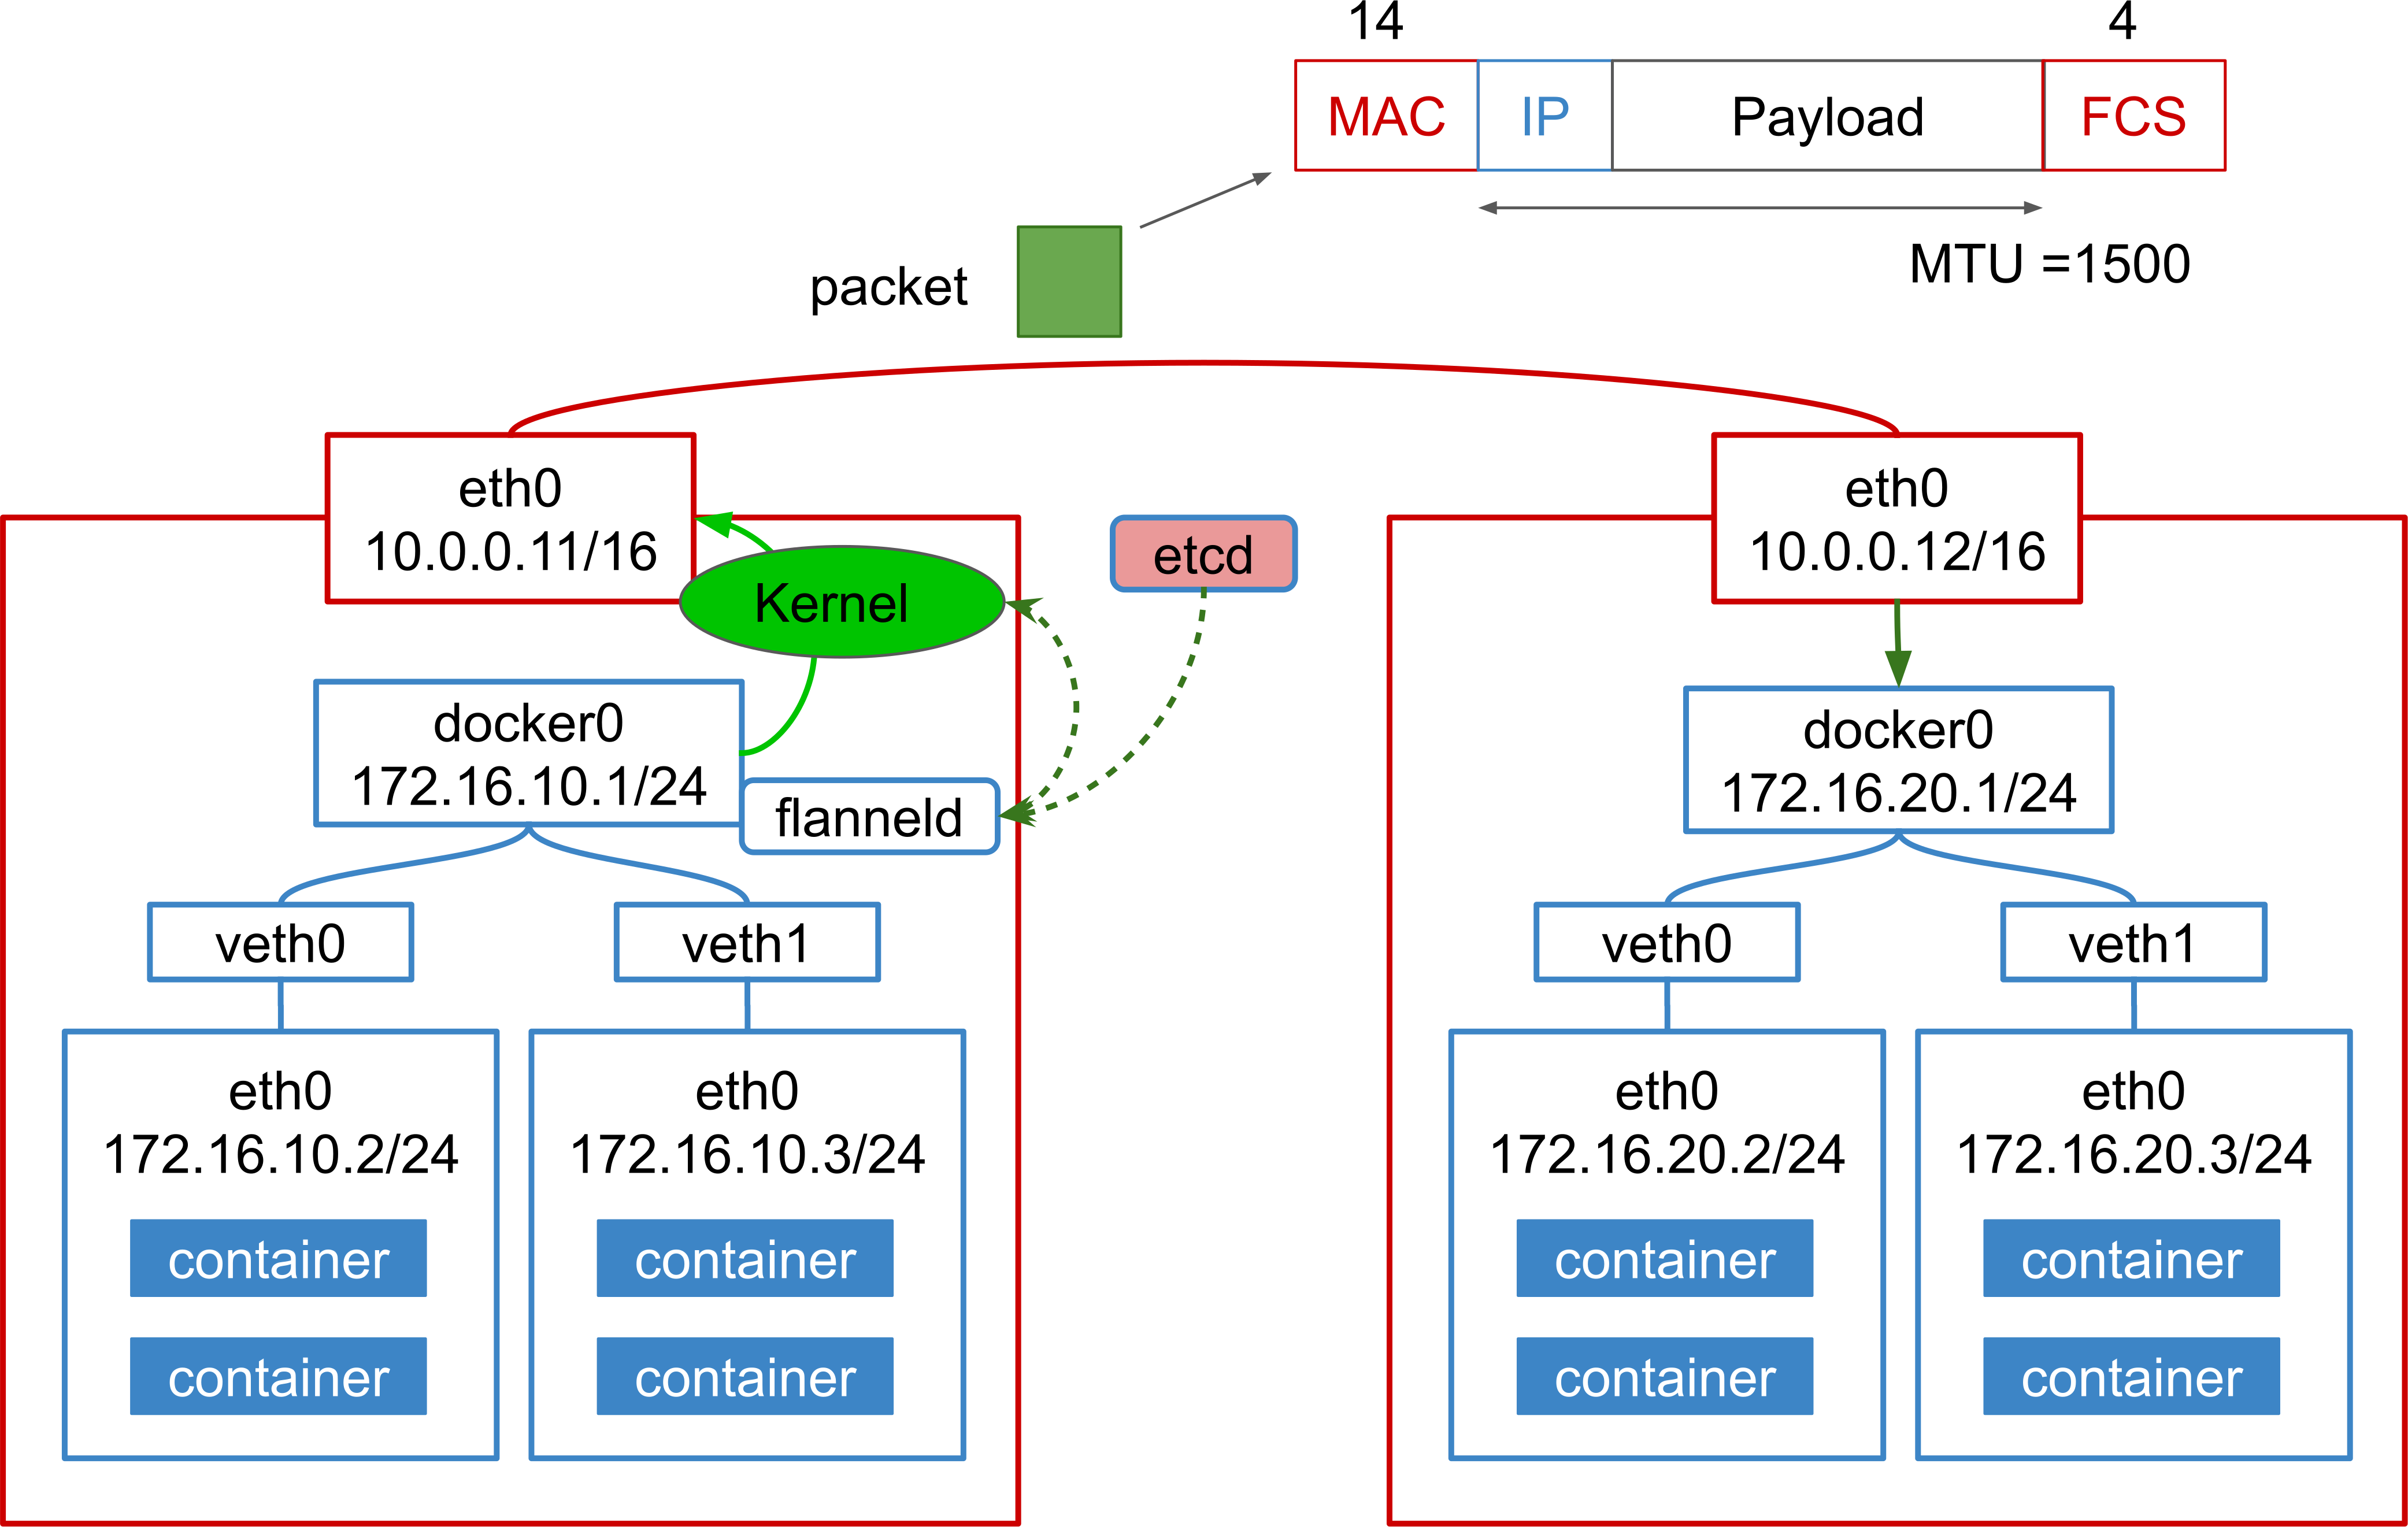 14
4
MAC
IP
Payload
FCS
MTU =1500
packet
eth0
10.0.0.11/16
Kernel
etcd
eth0
10.0.0.12/16
docker0
172.16.10.1/24
flanneld
docker0
172.16.20.1/24
veth0
veth1
veth0
veth1
eth0
172.16.10.2/24
container
container
eth0
172.16.10.3/24
container
container
eth0
172.16.20.2/24
container
container
eth0
172.16.20.3/24
container
container